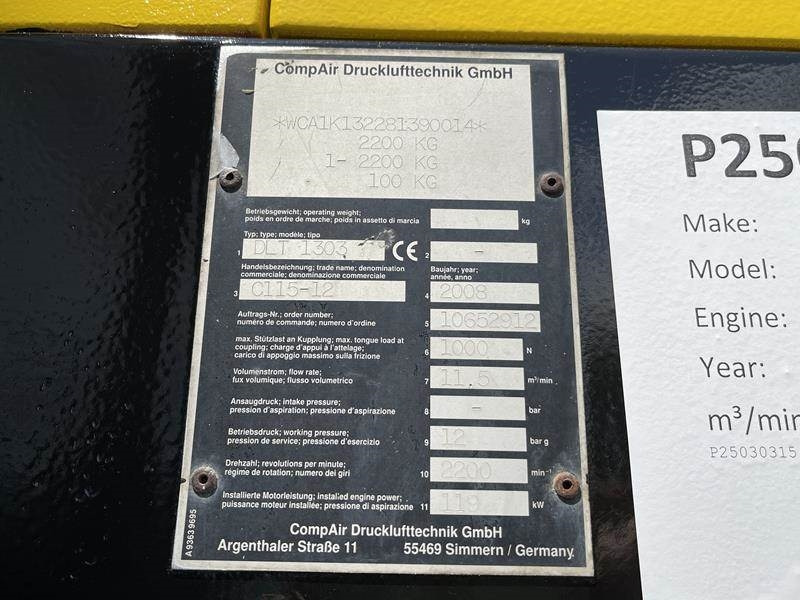 CompAir Drucklufttechnik GmbH
*WCA1K132281390014*
2200 KG
1- 2200 KG
100 KG
Betriebsgewicht; operating weight;
poids en ordre de marche; poids in assetto di marcia
kg
Typ; type; modèle; tipo
1 DLT 1303 CE 2 -
Handelsbezeichnung; trade name; denomination
commerciale; denominazione commerciale
3 C115-12
Baujahr; year;
année, anno
4 2008
Auftrags-Nr.; order number;
numéro de commande; numero d'ordine
5 10652912
max. Stützlast an Kupplung; max. tongue load at
coupling; charge d'appui à l'attelage;
carico di appoggio massimo sulla frizione
6 1000 N
Volumenstrom; flow rate;
fux volumique; flusso volumetrico
7 11.5 m³/min
Ansaugdruck; intake pressure;
pression d'aspiration; pressione d'aspirazione
8 - bar
Betriebsdruck; working pressure;
pression de service; pressione d'esercizio
9 12 bar g
Drehzahl; revolutions per minute;
régime de rotation; numero dei giri
10 2200 min⁻¹
Installierte Motorleistung; installed engine power;
puissance moteur installée; pressione di aspirazione
11 119 kW
CompAir Drucklufttechnik GmbH
Argenthaler Straße 11 55469 Simmern / Germany
A 9363 9695
P250
Make:
Model:
Engine:
Year:
m³/min
P25030315